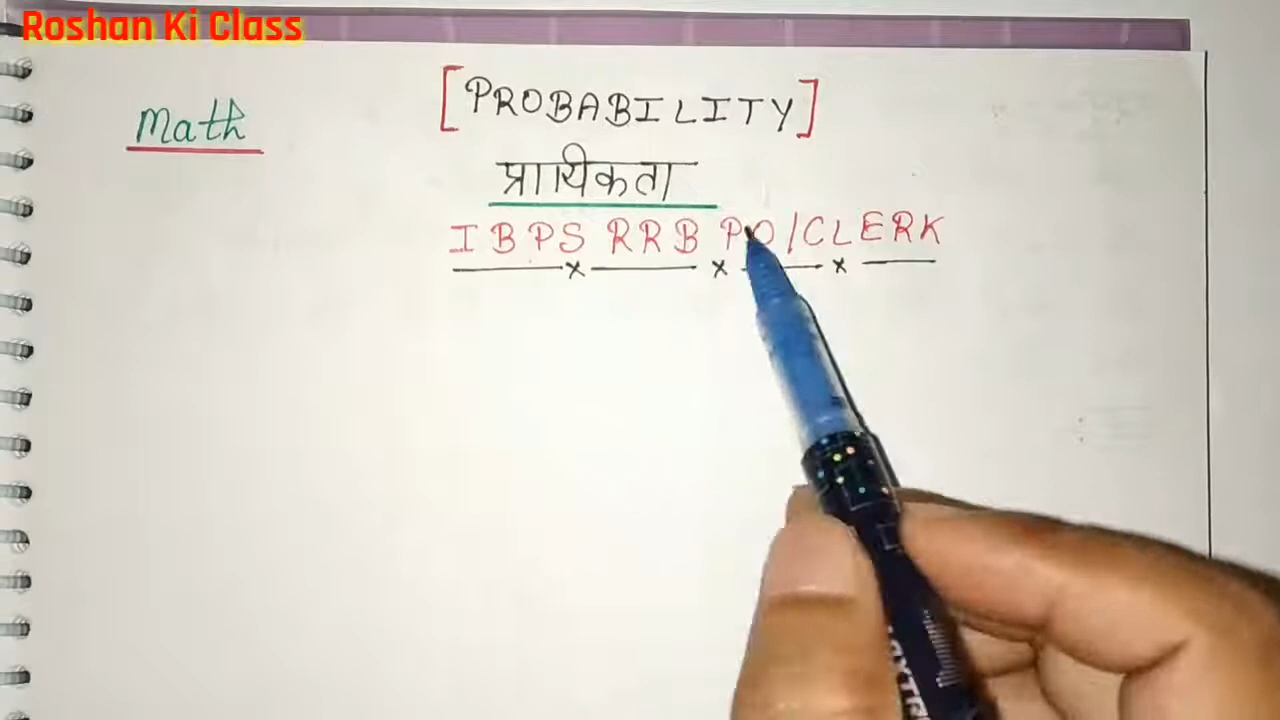 Roshan Ki Class
Math
[PROBABILITY]
प्रायिकता
IBPS RRB PO/CLERK